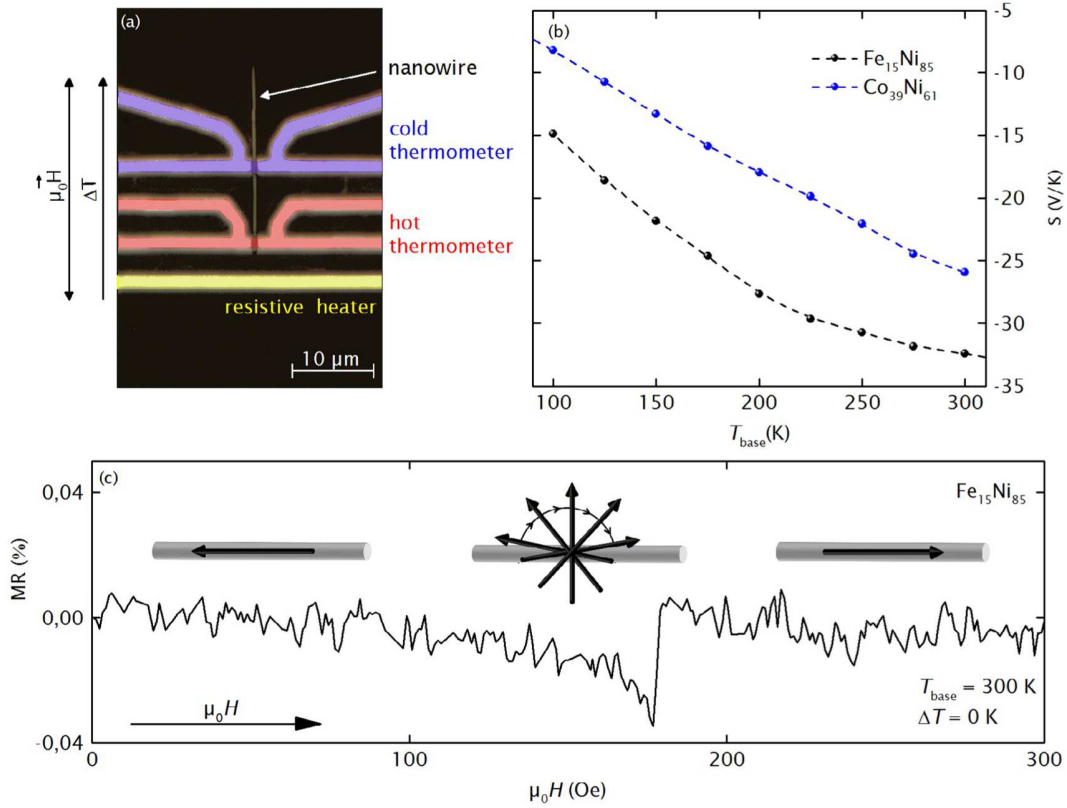 (a)
nanowire
cold
thermometer
hot
thermometer
resistive heater
10 µm
µ₀H⃗
ΔT
(b)
Fe₁₅Ni₈₅
Co₃₉Ni₆₁
-5
-10
-15
-20
-25
-30
-35
S (V/K)
100 150 200 250 300
T_base(K)
(c)
Fe₁₅Ni₈₅
0,04
0,00
-0,04
MR (%)
µ₀H
T_base = 300 K
ΔT = 0 K
0 100 200 300
µ₀H (Oe)